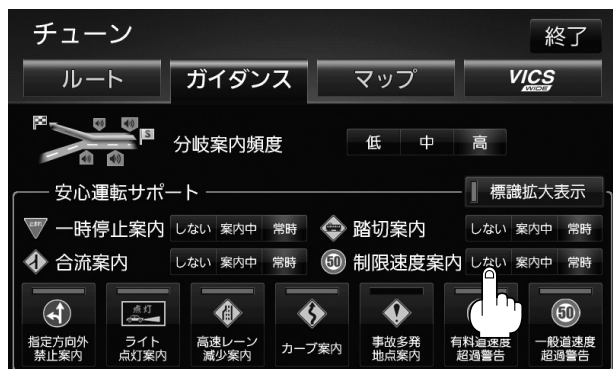 チューン
終了
ルート
ガイダンス
マップ
VICS
WIDE
S
分岐案内頻度
低
中
高
安心運転サポート
標識拡大表示
一時停止案内
しない
案内中
常時
踏切案内
しない
案内中
常時
合流案内
しない
案内中
常時
50
制限速度案内
しない
案内中
常時
点灯
50
指定方向外
禁止案内
ライト
点灯案内
高速レーン
減少案内
カーブ案内
事故多発
地点案内
有料道速度
超過警告
一般道速度
超過警告